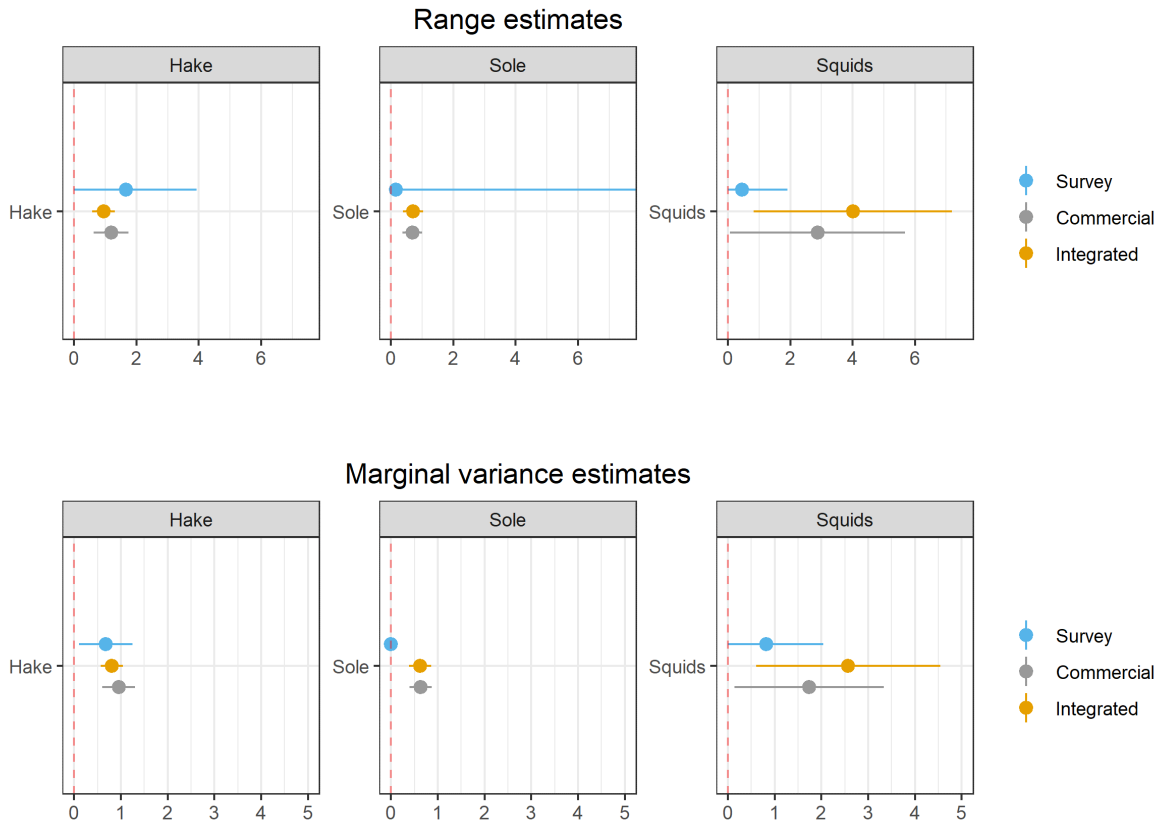 Range estimates
Hake Sole Squids
Hake Sole Squids
0 2 4 6 0 2 4 6 0 2 4 6
Survey
Commercial
Integrated
Marginal variance estimates
Hake Sole Squids
Hake Sole Squids
0 1 2 3 4 5 0 1 2 3 4 5 0 1 2 3 4 5
Survey
Commercial
Integrated